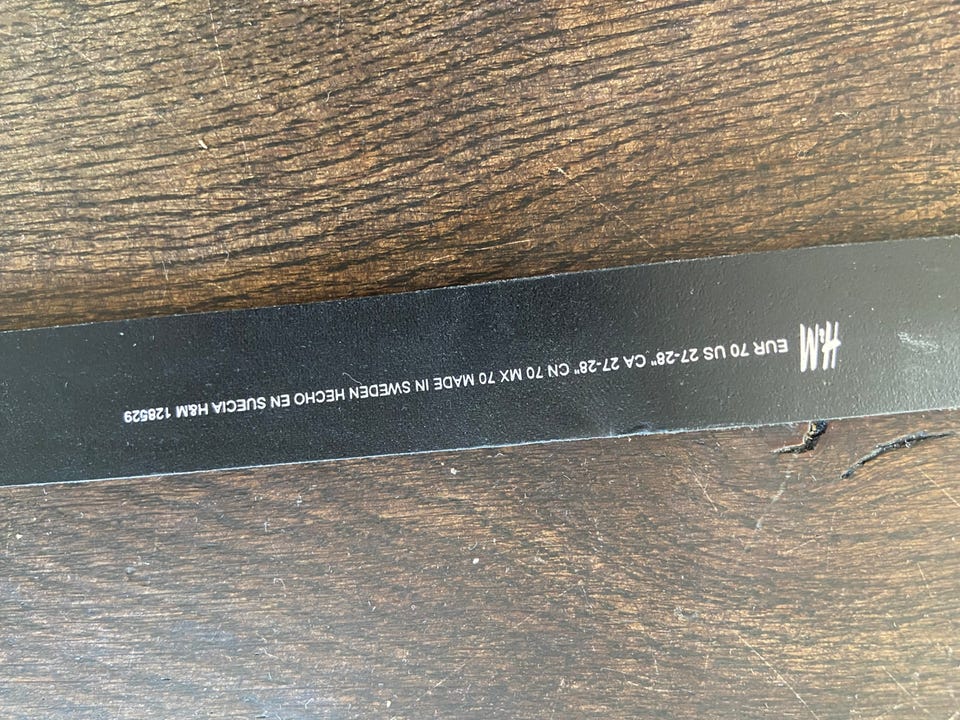 H&M EUR 70 US 27-28" CA 27-28" CN 70 MX 70 MADE IN SWEDEN HECHO EN SUECIA H&M 128529